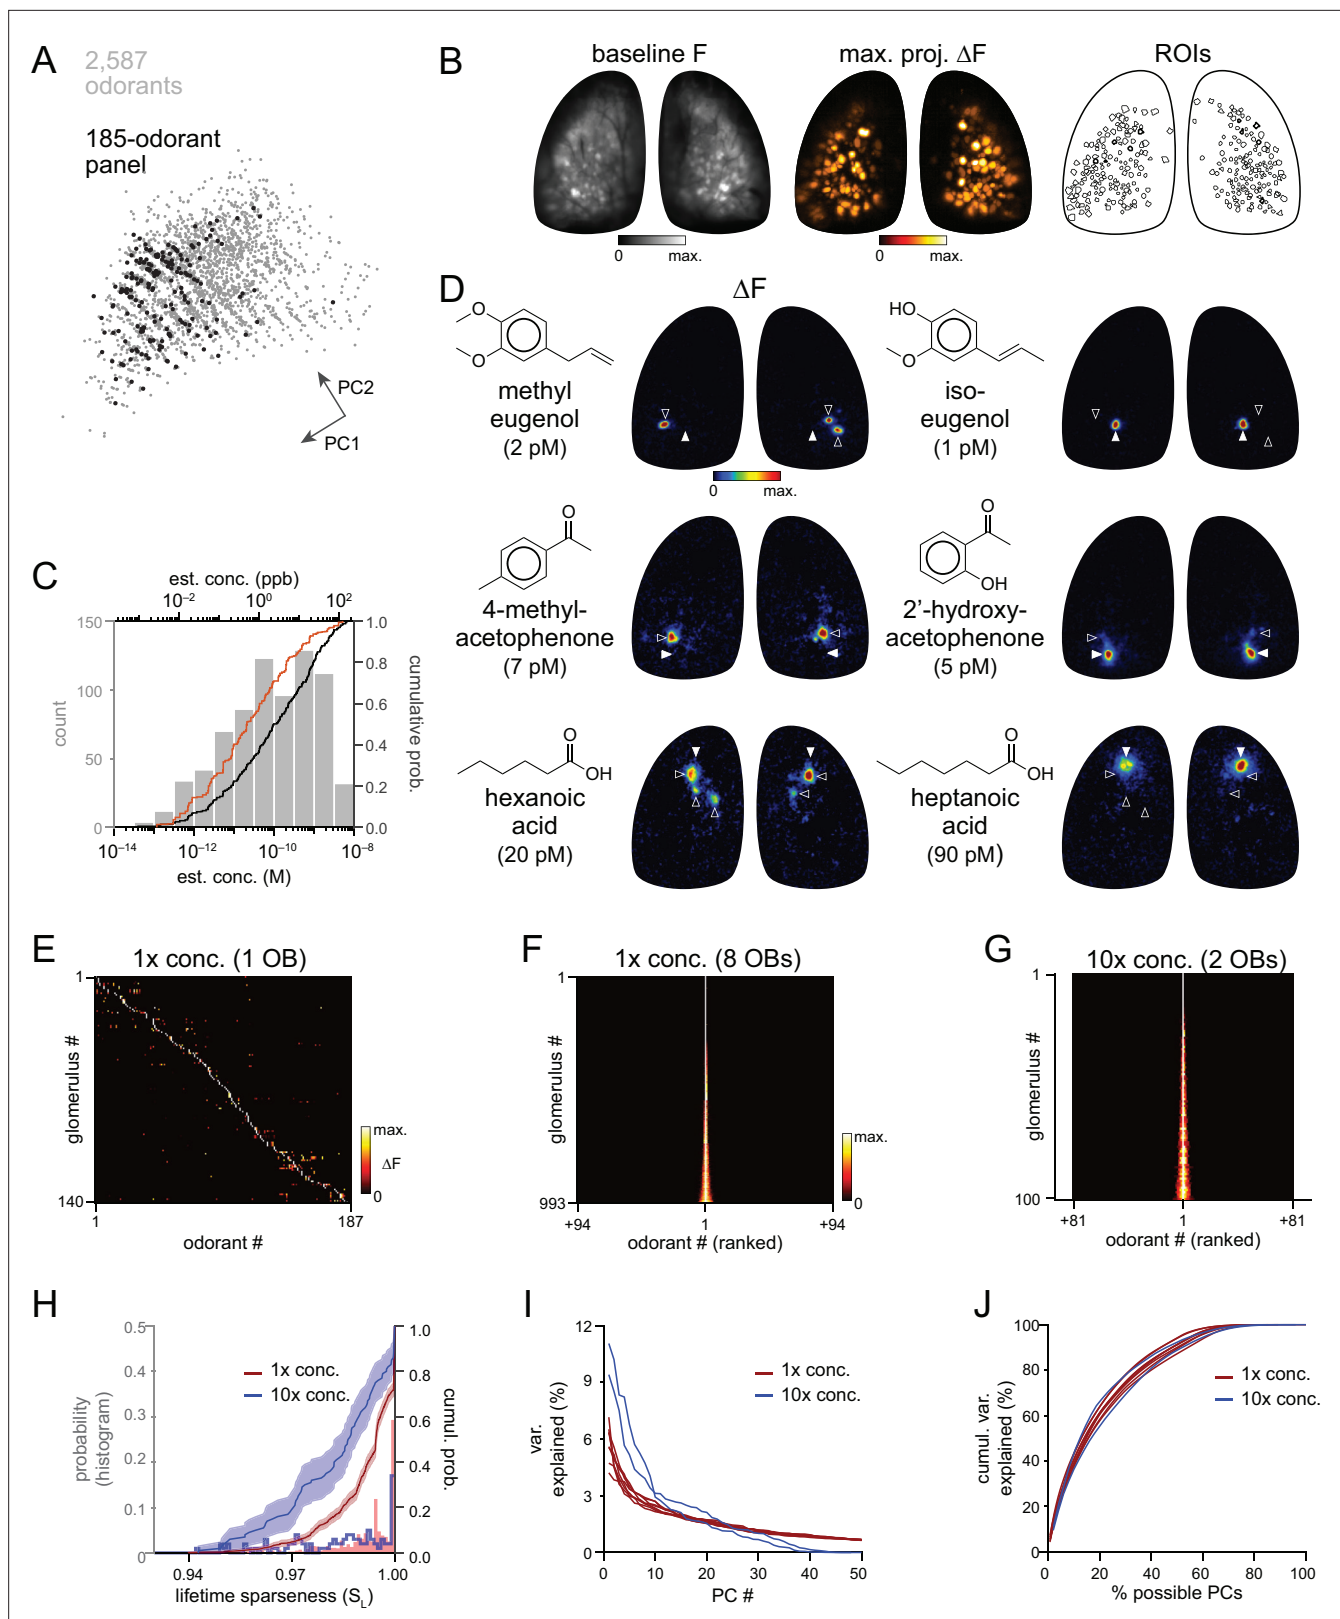 A
2,587
odorants
185-odorant
panel
PC2
PC1
B
baseline F
max. proj. ΔF
ROIs
0
max.
0
max.
C
est. conc. (ppb)
10⁻² 10⁰ 10²
150
100
50
0
count
1.0
0.8
0.6
0.4
0.2
0.0
cumulative prob.
10⁻¹⁴ 10⁻¹² 10⁻¹⁰ 10⁻⁸
est. conc. (M)
D
ΔF
O
O
methyl
eugenol
(2 pM)
0
max.
HO
O
iso-
eugenol
(1 pM)
O
4-methyl-
acetophenone
(7 pM)
O
OH
2'-hydroxy-
acetophenone
(5 pM)
O
OH
hexanoic
acid
(20 pM)
O
OH
heptanoic
acid
(90 pM)
E
1x conc. (1 OB)
1
glomerulus #
140
1
187
odorant #
max.
ΔF
0
F
1x conc. (8 OBs)
1
glomerulus #
993
+94
1
+94
odorant # (ranked)
max.
0
G
10x conc. (2 OBs)
1
glomerulus #
100
+81
1
+81
odorant # (ranked)
H
0.5
0.4
0.3
0.2
0.1
0
probability
(histogram)
1x conc.
10x conc.
1.0
0.8
0.6
0.4
0.2
0.0
cumul. prob.
0.94
0.97
1.00
lifetime sparseness (S_L)
I
12
9
6
3
0
var.
explained (%)
1x conc.
10x conc.
0 10 20 30 40 50
PC #
J
100
80
60
40
20
0
cumul. var.
explained (%)
1x conc.
10x conc.
0 20 40 60 80 100
% possible PCs